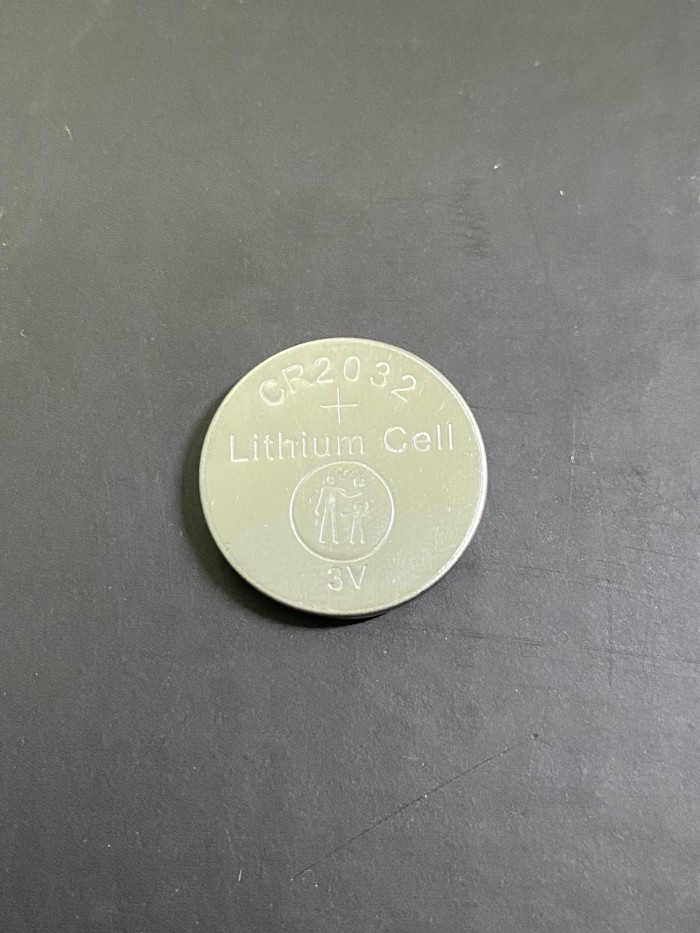 CR2032
+
Lithium Cell
3V